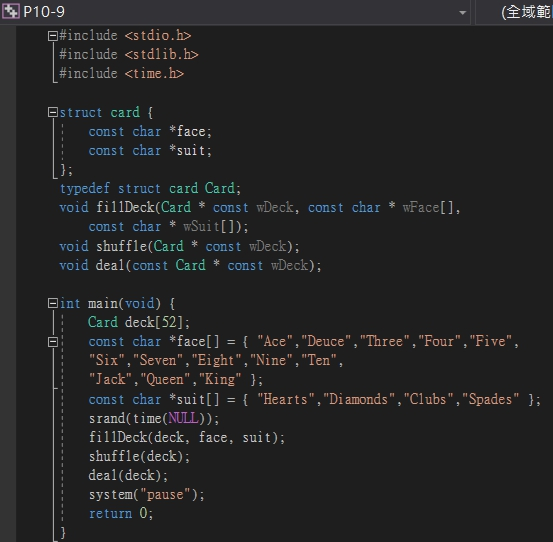 P10-9
(全域範
#include <stdio.h>
#include <stdlib.h>
#include <time.h>
struct card {
const char *face;
const char *suit;
};
typedef struct card Card;
void fillDeck(Card * const wDeck, const char * wFace[],
const char * wSuit[]);
void shuffle(Card * const wDeck);
void deal(const Card * const wDeck);
int main(void) {
Card deck[52];
const char *face[] = { "Ace","Deuce","Three","Four","Five",
"Six","Seven","Eight","Nine","Ten",
"Jack","Queen","King" };
const char *suit[] = { "Hearts","Diamonds","Clubs","Spades" };
srand(time(NULL));
fillDeck(deck, face, suit);
shuffle(deck);
deal(deck);
system("pause");
return 0;
}